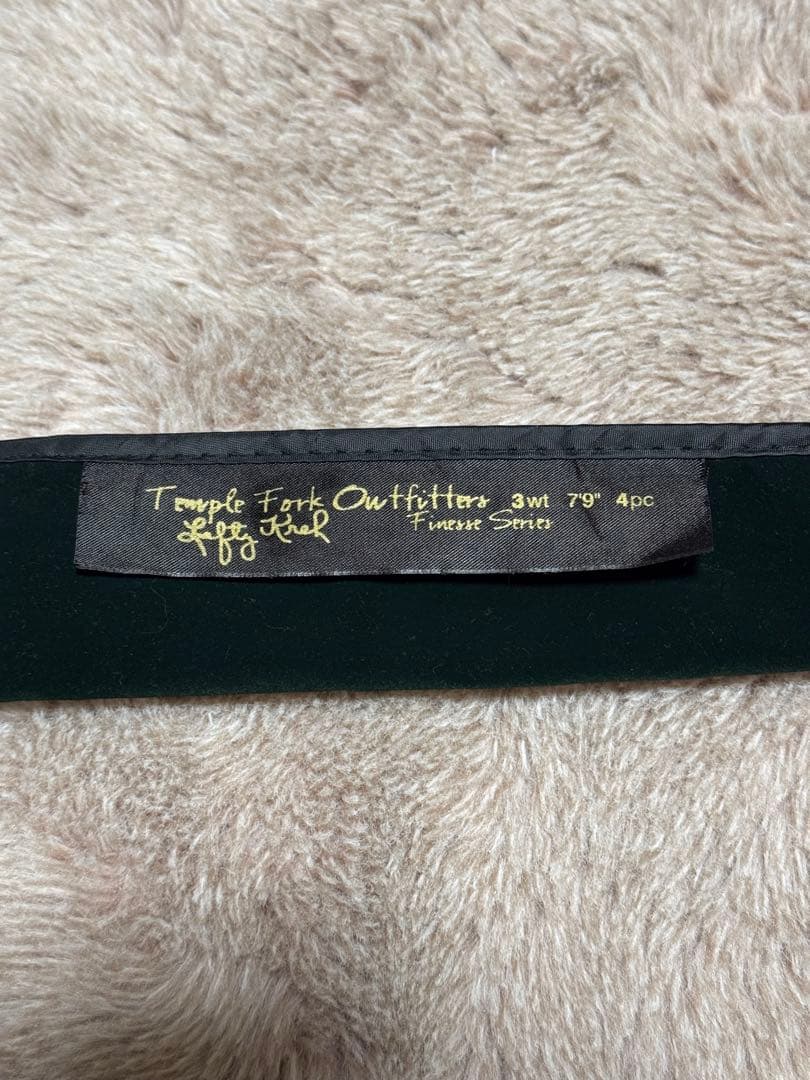 Temple Fork Outfitters 3wt 7'9" 4pc
Lefty Kreh Finesse Series